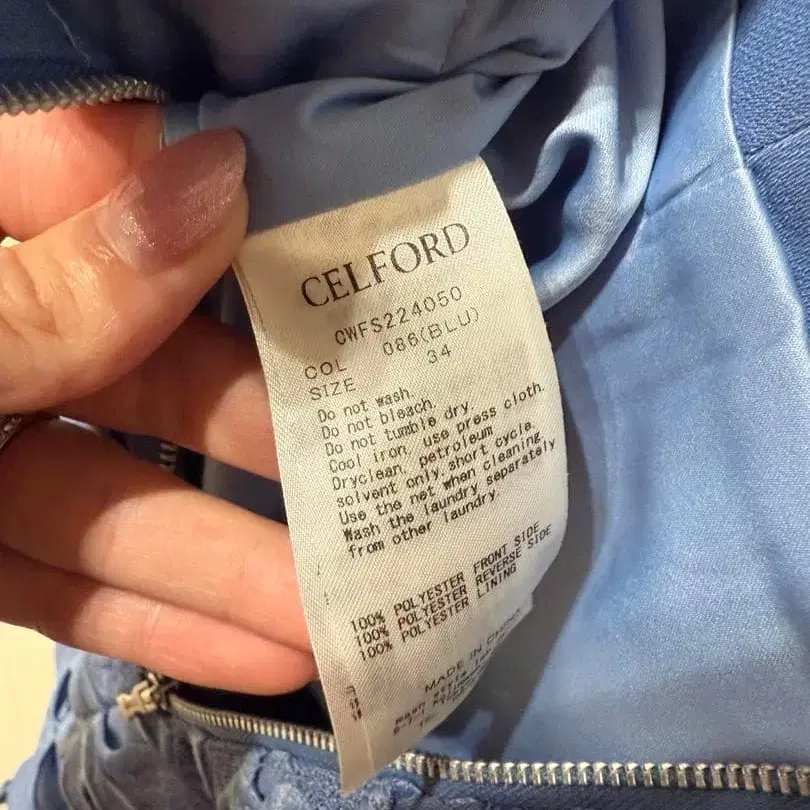 CELFORD
CWFS224050
COL 086(BLU)
SIZE 34
Do not wash.
Do not bleach.
Do not tumble dry.
Cool iron, use press cloth.
Dryclean, petroleum
solvent only, short cycle.
Use the net when cleaning.
Wash the laundry separately
from other laundry.
100% POLYESTER FRONT SIDE
100% POLYESTER REVERSE SIDE
100% POLYESTER LINING
MADE IN CHINA